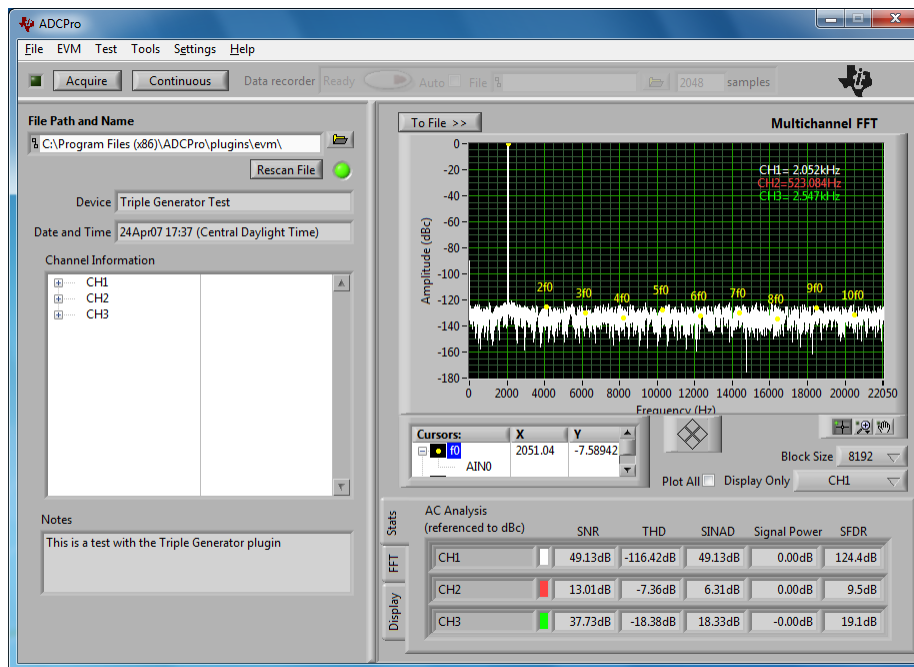 ADCPro
File EVM Test Tools Settings Help
Acquire Continuous Data recorder Ready Auto File 2048 samples
File Path and Name
C:\Program Files (x86)\ADCPro\plugins\evm\
Rescan File
Device Triple Generator Test
Date and Time 24Apr07 17:37 (Central Daylight Time)
Channel Information
CH1
CH2
CH3
Notes
This is a test with the Triple Generator plugin
To File >> Multichannel FFT
CH1= 2.052kHz
CH2=523.084Hz
CH3= 2.547kHz
Amplitude (dBc)
0
-20
-40
-60
-80
-100
-120
-140
-160
-180
2f0 3f0 4f0 5f0 6f0 7f0 8f0 9f0 10f0
0 2000 4000 6000 8000 10000 12000 14000 16000 18000 20000 22050
Frequency (Hz)
Cursors: X Y
f0 2051.04 -7.58942
AIN0
Block Size 8192
Plot All Display Only CH1
Stats
FFT
Display
AC Analysis
(referenced to dBc)
SNR THD SINAD Signal Power SFDR
CH1 49.13dB -116.42dB 49.13dB 0.00dB 124.4dB
CH2 13.01dB -7.36dB 6.31dB 0.00dB 9.5dB
CH3 37.73dB -18.38dB 18.33dB -0.00dB 19.1dB